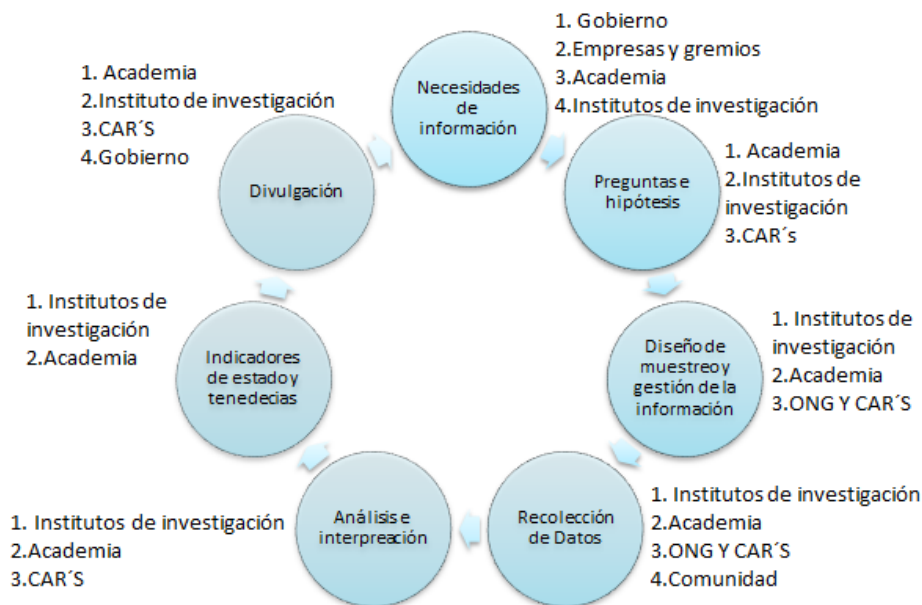 Necesidades
de
información
1. Gobierno
2.Empresas y gremios
3.Academia
4.Institutos de investigación
Preguntas e
hipótesis
1. Academia
2.Institutos de
investigación
3.CAR´s
Diseño de
muestreo y
gestión de la
información
1. Institutos de
investigación
2.Academia
3.ONG Y CAR´S
Recolección
de Datos
1. Institutos de investigación
2.Academia
3.ONG Y CAR´S
4.Comunidad
Análisis e
interpreación
1. Institutos de investigación
2.Academia
3.CAR´S
Indicadores
de estado y
tenedecias
1. Institutos de
investigación
2.Academia
Divulgación
1. Academia
2.Instituto de investigación
3.CAR´S
4.Gobierno